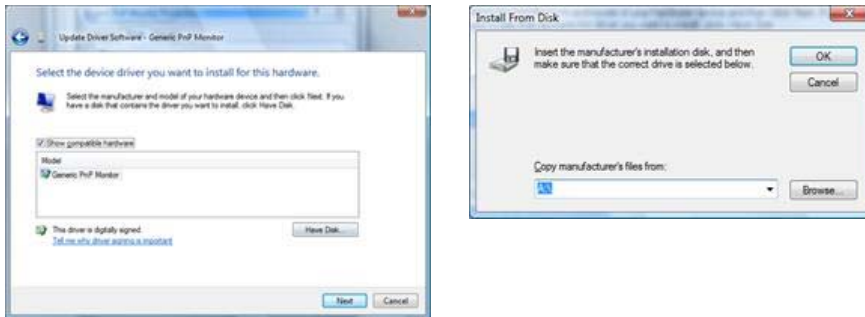 Update Driver Software - Generic PnP Monitor
Select the device driver you want to install for this hardware.
Select the manufacturer and model of your hardware device and then click Next. If you
have a disk that contains the driver you want to install, click Have Disk.
Show compatible hardware
Model
Generic PnP Monitor
This driver is digitally signed.
Tell me why driver signing is important
Have Disk...
Next
Cancel
Install From Disk
Insert the manufacturer's installation disk, and then
make sure that the correct drive is selected below.
OK
Cancel
Copy manufacturer's files from:
A:\
Browse...